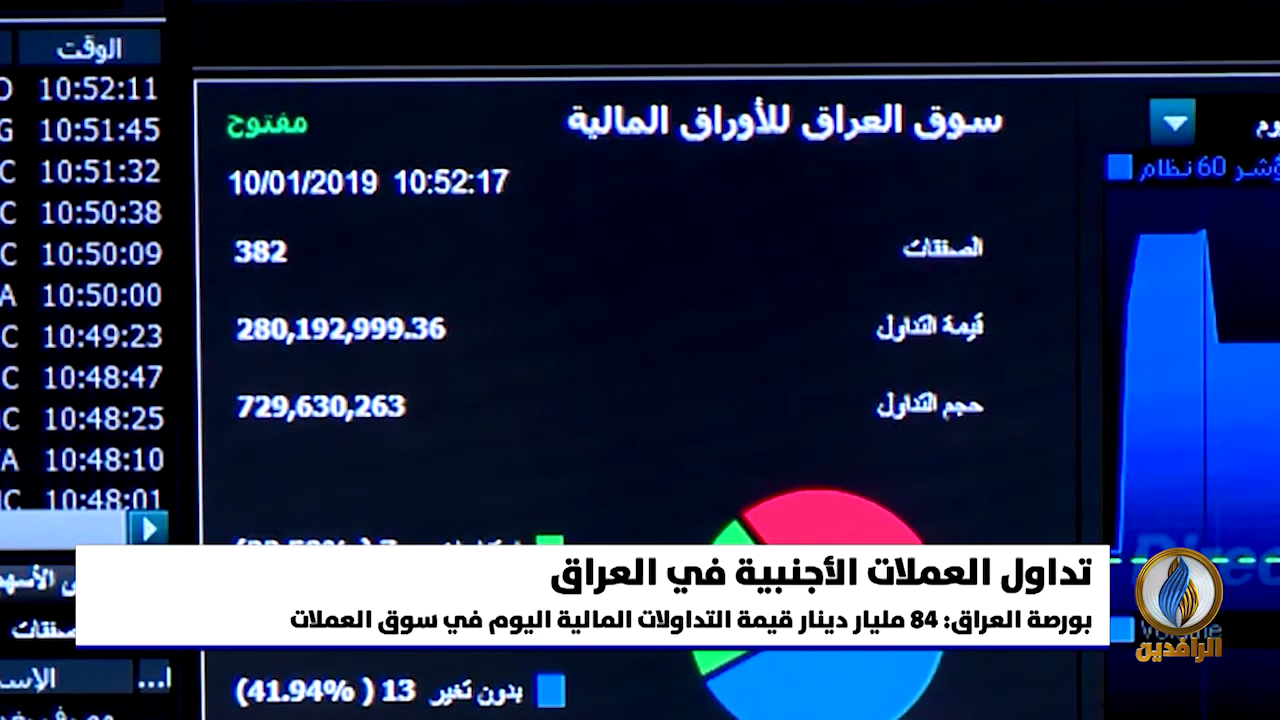 الوقت
10:52:11
10:51:45
10:51:32
10:50:38
10:50:09
10:50:00
10:49:23
10:48:47
10:48:25
10:48:10
10:48:01
سوق العراق للأوراق المالية
مفتوح
10/01/2019 10:52:17
الصفقات 382
قيمة التداول 280,192,999.36
حجم التداول 729,630,263
60 نظام
تداول العملات الأجنبية في العراق
بورصة العراق: 84 مليار دينار قيمة التداولات المالية اليوم في سوق العملات
بدون تغير 13 (41.94%)
Volume
الرافدين